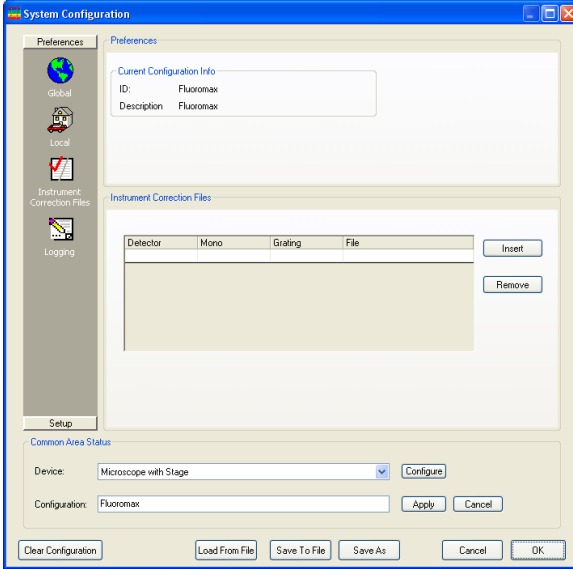 System Configuration
Preferences
Global
Local
Instrument
Correction Files
Logging
Setup
Preferences
Current Configuration Info
ID: Fluoromax
Description Fluoromax
Instrument Correction Files
Detector Mono Grating File
Insert
Remove
Common Area Status
Device: Microscope with Stage Configure
Configuration: Fluoromax Apply Cancel
Clear Configuration Load From File Save To File Save As Cancel OK